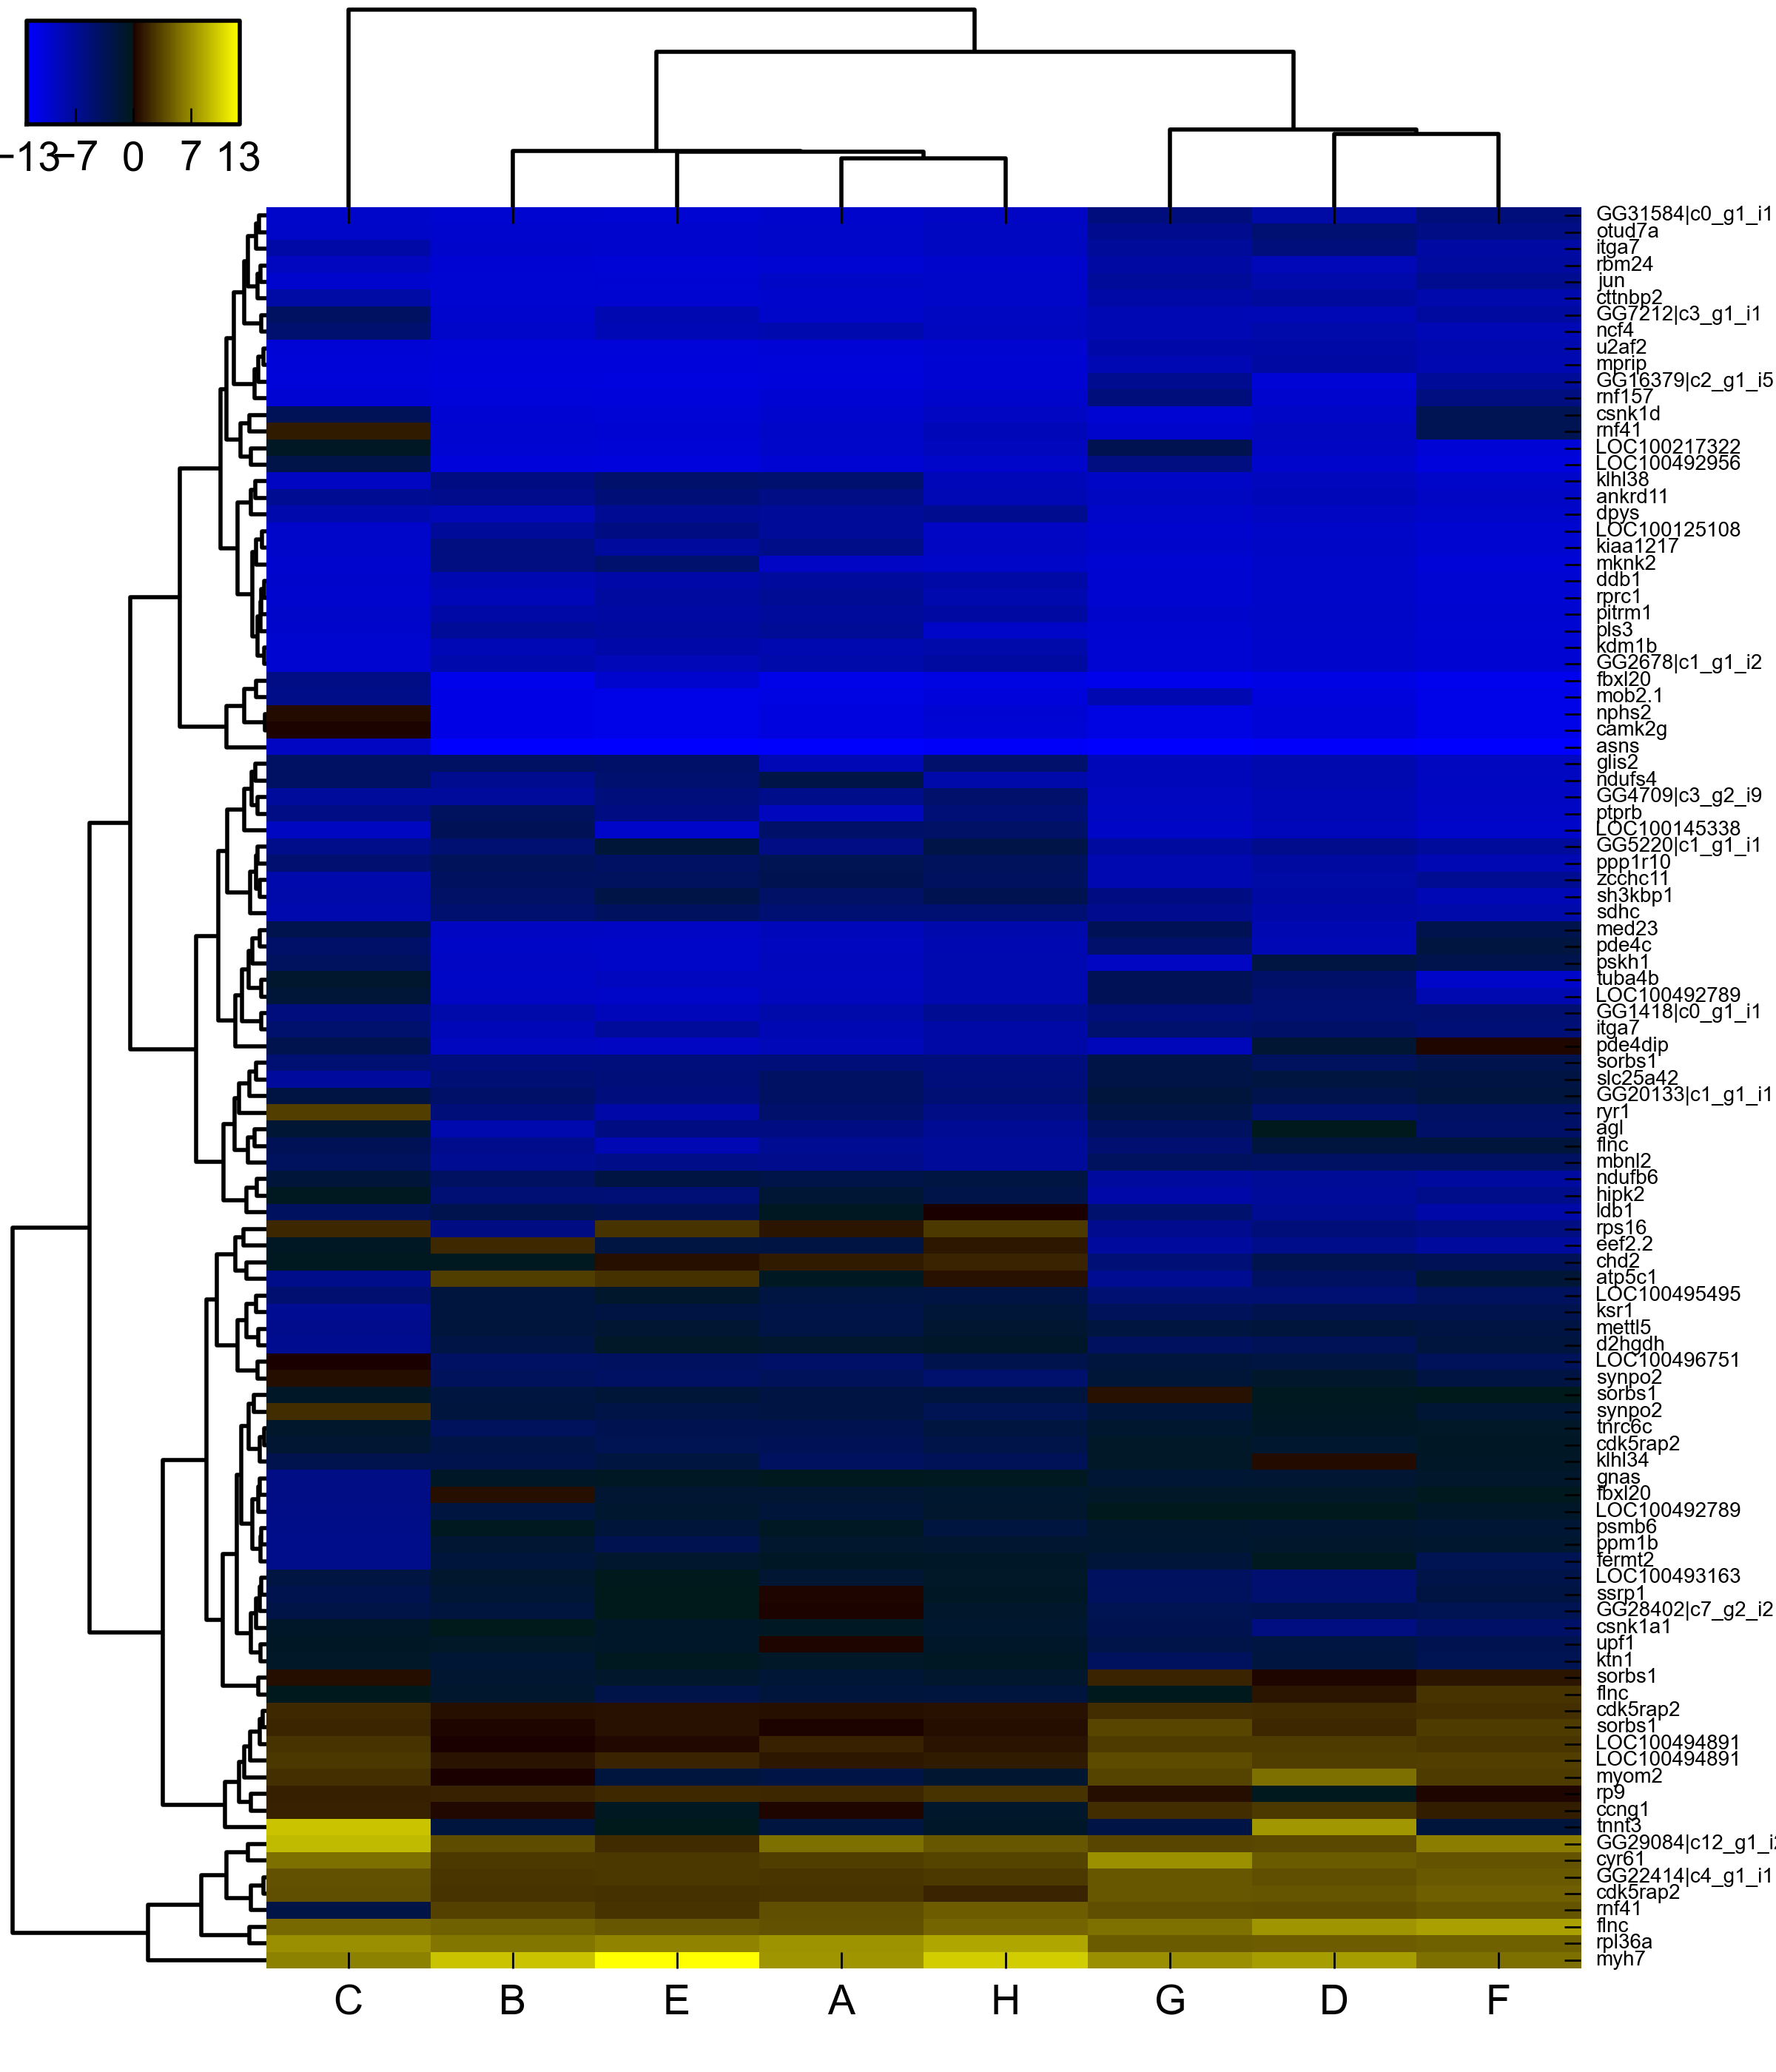 −13 −7 0 7 13
GG31584|c0_g1_i1
otud7a
itga7
rbm24
jun
cttnbp2
GG7212|c3_g1_i1
ncf4
u2af2
mprip
GG16379|c2_g1_i5
rnf157
csnk1d
rnf41
LOC100217322
LOC100492956
klhl38
ankrd11
dpys
LOC100125108
kiaa1217
mknk2
ddb1
rprc1
pitrm1
pls3
kdm1b
GG2678|c1_g1_i2
fbxl20
mob2.1
nphs2
camk2g
asns
glis2
ndufs4
GG4709|c3_g2_i9
ptprb
LOC100145338
GG5220|c1_g1_i1
ppp1r10
zcchc11
sh3kbp1
sdhc
med23
pde4c
pskh1
tuba4b
LOC100492789
GG1418|c0_g1_i1
itga7
pde4dip
sorbs1
slc25a42
GG20133|c1_g1_i1
ryr1
agl
flnc
mbnl2
ndufb6
hipk2
ldb1
rps16
eef2.2
chd2
atp5c1
LOC100495495
ksr1
mettl5
d2hgdh
LOC100496751
synpo2
sorbs1
synpo2
tnrc6c
cdk5rap2
klhl34
gnas
fbxl20
LOC100492789
psmb6
ppm1b
fermt2
LOC100493163
ssrp1
GG28402|c7_g2_i2
csnk1a1
upf1
ktn1
sorbs1
flnc
cdk5rap2
sorbs1
LOC100494891
LOC100494891
myom2
rp9
ccng1
tnnt3
GG29084|c12_g1_i2
cyr61
GG22414|c4_g1_i1
cdk5rap2
rnf41
flnc
rpl36a
myh7
C B E A H G D F